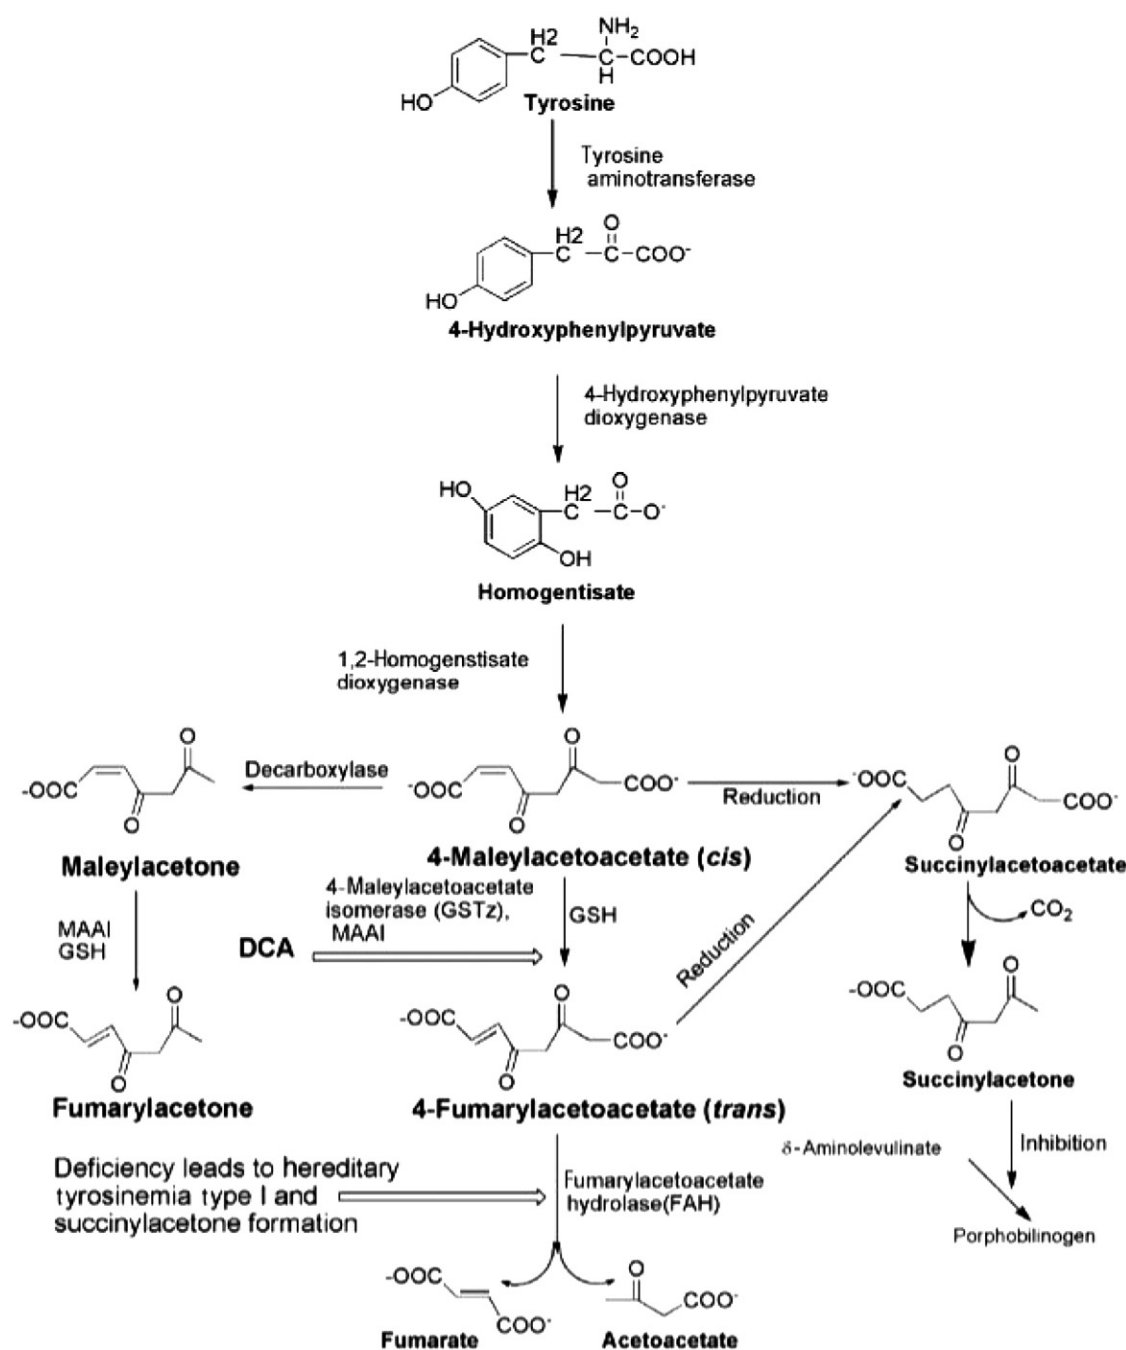 NH2
H2
C
C-COOH
H
HO
Tyrosine
Tyrosine
aminotransferase
O
H2
C -C-COO-
HO
4-Hydroxyphenylpyruvate
4-Hydroxyphenylpyruvate
dioxygenase
HO
O
H2
C -C-O-
OH
Homogentisate
1,2-Homogenstisate
dioxygenase
O
-OOC
O
Decarboxylase
O
-OOC
COO-
O
Reduction
O
-OOC
COO-
O
Maleylacetone
4-Maleylacetoacetate (cis)
Succinylacetoacetate
MAAI
GSH
4-Maleylacetoacetate
isomerase (GSTz),
MAAI
GSH
DCA
Reduction
CO2
O
-OOC
O
O
-OOC
COO-
O
O
-OOC
O
Fumarylacetone
4-Fumarylacetoacetate (trans)
Succinylacetone
Inhibition
δ-Aminolevulinate
Porphobilinogen
Deficiency leads to hereditary
tyrosinemia type I and
succinylacetone formation
Fumarylacetoacetate
hydrolase(FAH)
-OOC
COO-
Fumarate
O
COO-
Acetoacetate